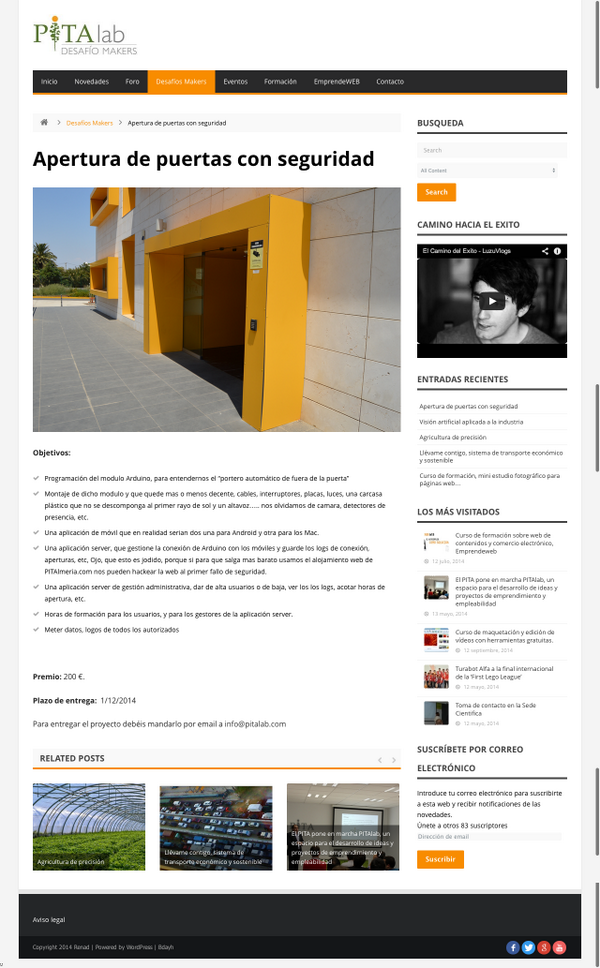 PiTAlab
DESAFÍO MAKERS
Inicio
Novedades
Foro
Desafíos Makers
Eventos
Formación
EmprendeWEB
Contacto
Desafíos Makers
Apertura de puertas con seguridad
Apertura de puertas con seguridad
Objetivos:
Programación del modulo Arduino, para entendernos el "portero automático de fuera de la puerta"
Montaje de dicho modulo y que quede mas o menos decente, cables, interruptores, placas, luces, una carcasa
plástico que no se descomponga al primer rayo de sol y un altavoz..... nos olvidamos de camara, detectores de
presencia, etc.
Una aplicación de móvil que en realidad serian dos una para Android y otra para los Mac.
Una aplicación server, que gestione la conexión de Arduino con los móviles y guarde los logs de conexión,
aperturas, etc, Ojo, que esto es jodido, porque si para que salga mas barato usamos el alojamiento web de
PITAlmeria.com nos pueden hackear la web al primer fallo de seguridad.
Una aplicación server de gestión administrativa, dar de alta usuarios o de baja, ver los los logs, acotar horas de
apertura, etc.
Horas de formación para los usuarios, y para los gestores de la aplicación server.
Meter datos, logos de todos los autorizados
Premio: 200 €.
Plazo de entrega: 1/12/2014
Para entregar el proyecto debéis mandarlo por email a info@pitalab.com
RELATED POSTS
Agricultura de precisión
Llévame contigo, sistema de
transporte económico y sostenible
El PITA pone en marcha PITAlab, un
espacio para el desarrollo de ideas y
proyectos de emprendimiento y
empleabilidad
BUSQUEDA
Search
All Content
Search
CAMINO HACIA EL EXITO
El Camino del Exito - LuzuVlogs
ENTRADAS RECIENTES
Apertura de puertas con seguridad
Visión artificial aplicada a la industria
Agricultura de precisión
Llévame contigo, sistema de transporte económico
y sostenible
Curso de formación, mini estudio fotográfico para
páginas web...
LOS MÁS VISITADOS
Curso de formación sobre web de
contenidos y comercio electrónico,
Emprendeweb
12 julio, 2014
El PITA pone en marcha PITAlab, un
espacio para el desarrollo de ideas y
proyectos de emprendimiento y
empleabilidad
13 mayo, 2014
Curso de maquetación y edición de
vídeos con herramientas gratuitas.
12 septiembre, 2014
Turabot Alfa a la final internacional
de la 'First Lego League'
12 mayo, 2014
Toma de contacto en la Sede
Científica
12 mayo, 2014
SUSCRÍBETE POR CORREO
ELECTRÓNICO
Introduce tu correo electrónico para suscribirte
a esta web y recibir notificaciones de las
novedades.
Únete a otros 83 suscriptores
Dirección de email
Suscribir
Aviso legal
Copyright 2014 Renad | Powered by WordPress | Bdayh